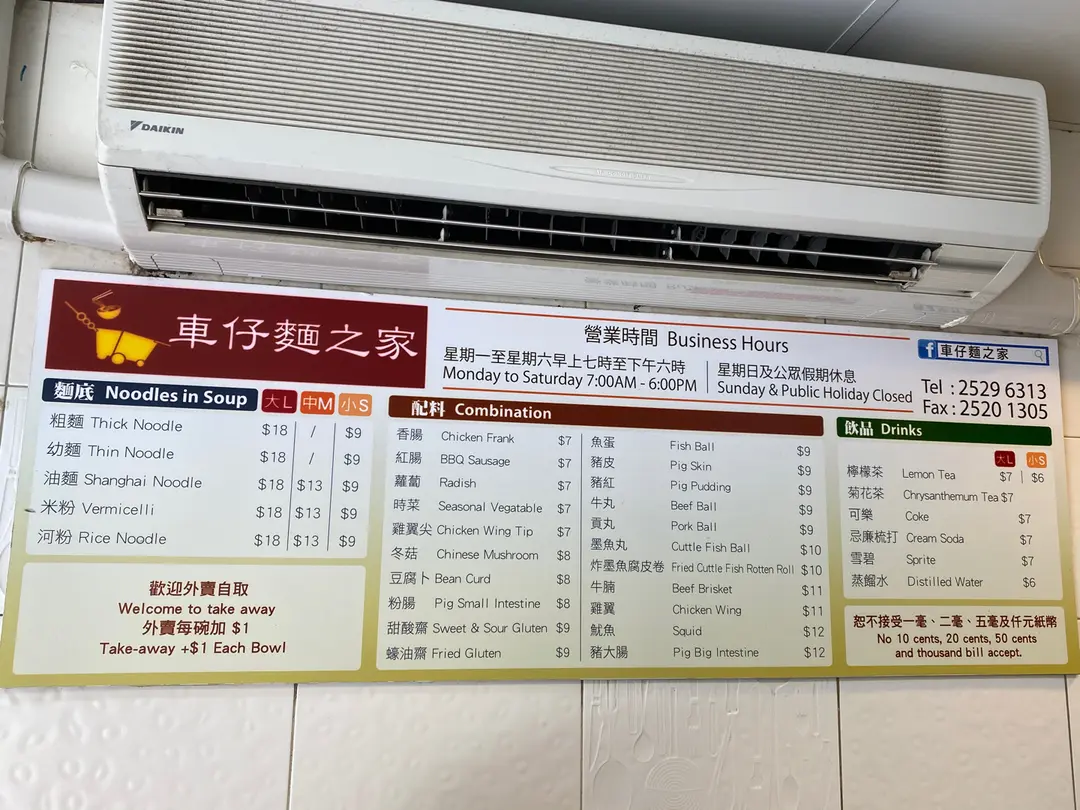 DAIKIN
車仔麵之家
營業時間 Business Hours
星期一至星期六早上七時至下午六時
Monday to Saturday 7:00AM - 6:00PM
星期日及公眾假期休息
Sunday & Public Holiday Closed
f 車仔麵之家
Tel : 2529 6313
Fax : 2520 1305
麵底 Noodles in Soup 大L 中M 小S
粗麵 Thick Noodle $18 / $9
幼麵 Thin Noodle $18 / $9
油麵 Shanghai Noodle $18 $13 $9
米粉 Vermicelli $18 $13 $9
河粉 Rice Noodle $18 $13 $9
歡迎外賣自取
Welcome to take away
外賣每碗加 $1
Take-away +$1 Each Bowl
配料 Combination
香腸 Chicken Frank $7
紅腸 BBQ Sausage $7
蘿蔔 Radish $7
時菜 Seasonal Vegatable $7
雞翼尖 Chicken Wing Tip $7
冬菇 Chinese Mushroom $8
豆腐卜 Bean Curd $8
粉腸 Pig Small Intestine $8
甜酸齋 Sweet & Sour Gluten $9
蠔油齋 Fried Gluten $9
魚蛋 Fish Ball $9
豬皮 Pig Skin $9
豬紅 Pig Pudding $9
牛丸 Beef Ball $9
貢丸 Pork Ball $9
墨魚丸 Cuttle Fish Ball $10
炸墨魚腐皮卷 Fried Cuttle Fish Rotten Roll $10
牛腩 Beef Brisket $11
雞翼 Chicken Wing $11
魷魚 Squid $12
豬大腸 Pig Big Intestine $12
飲品 Drinks
大L 小S
檸檬茶 Lemon Tea $7 $6
菊花茶 Chrysanthemum Tea $7
可樂 Coke $7
忌廉梳打 Cream Soda $7
雪碧 Sprite $7
蒸餾水 Distilled Water $6
恕不接受一毫、二毫、五毫及仟元紙幣
No 10 cents, 20 cents, 50 cents
and thousand bill accept.